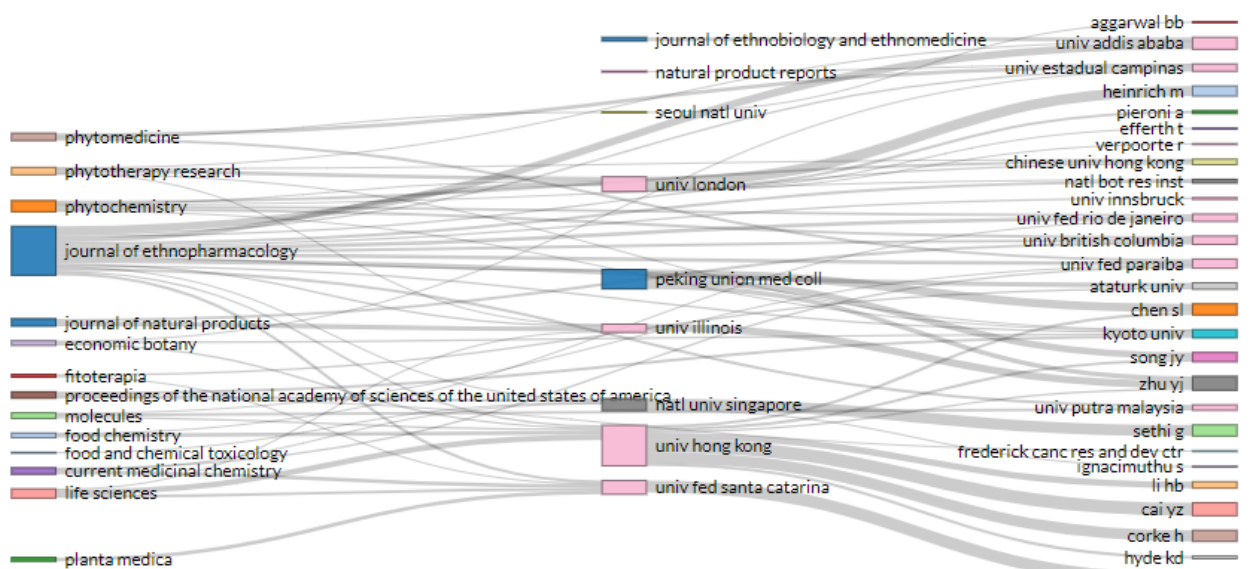 phytomedicine
phytotherapy research
phytochemistry
journal of ethnopharmacology
journal of natural products
economic botany
fitoterapia
proceedings of the national academy of sciences of the united states of america
molecules
food chemistry
food and chemical toxicology
current medicinal chemistry
life sciences
planta medica
journal of ethnobiology and ethnomedicine
natural product reports
seoul natl univ
univ london
peking union med coll
univ illinois
natl univ singapore
univ hong kong
univ fed santa catarina
aggarwal bb
univ addis ababa
univ estadual campinas
heinrich m
pieroni a
efferth t
verpoorte r
chinese univ hong kong
natl bot res inst
univ innsbruck
univ fed rio de janeiro
univ british columbia
univ fed paraiba
ataturk univ
chen sl
kyoto univ
song jy
zhu yj
univ putra malaysia
sethi g
frederick canc res and dev ctr
ignacimuthu s
li hb
cai yz
corke h
hyde kd